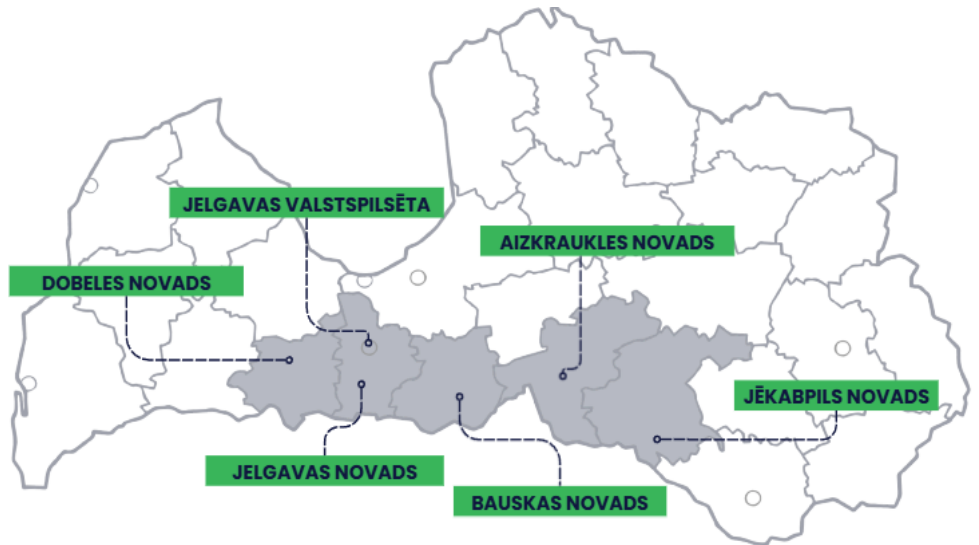 JELGAVAS VALSTSPILSĒTA
AIZKRAUKLES NOVADS
DOBELES NOVADS
JĒKABPILS NOVADS
JELGAVAS NOVADS
BAUSKAS NOVADS